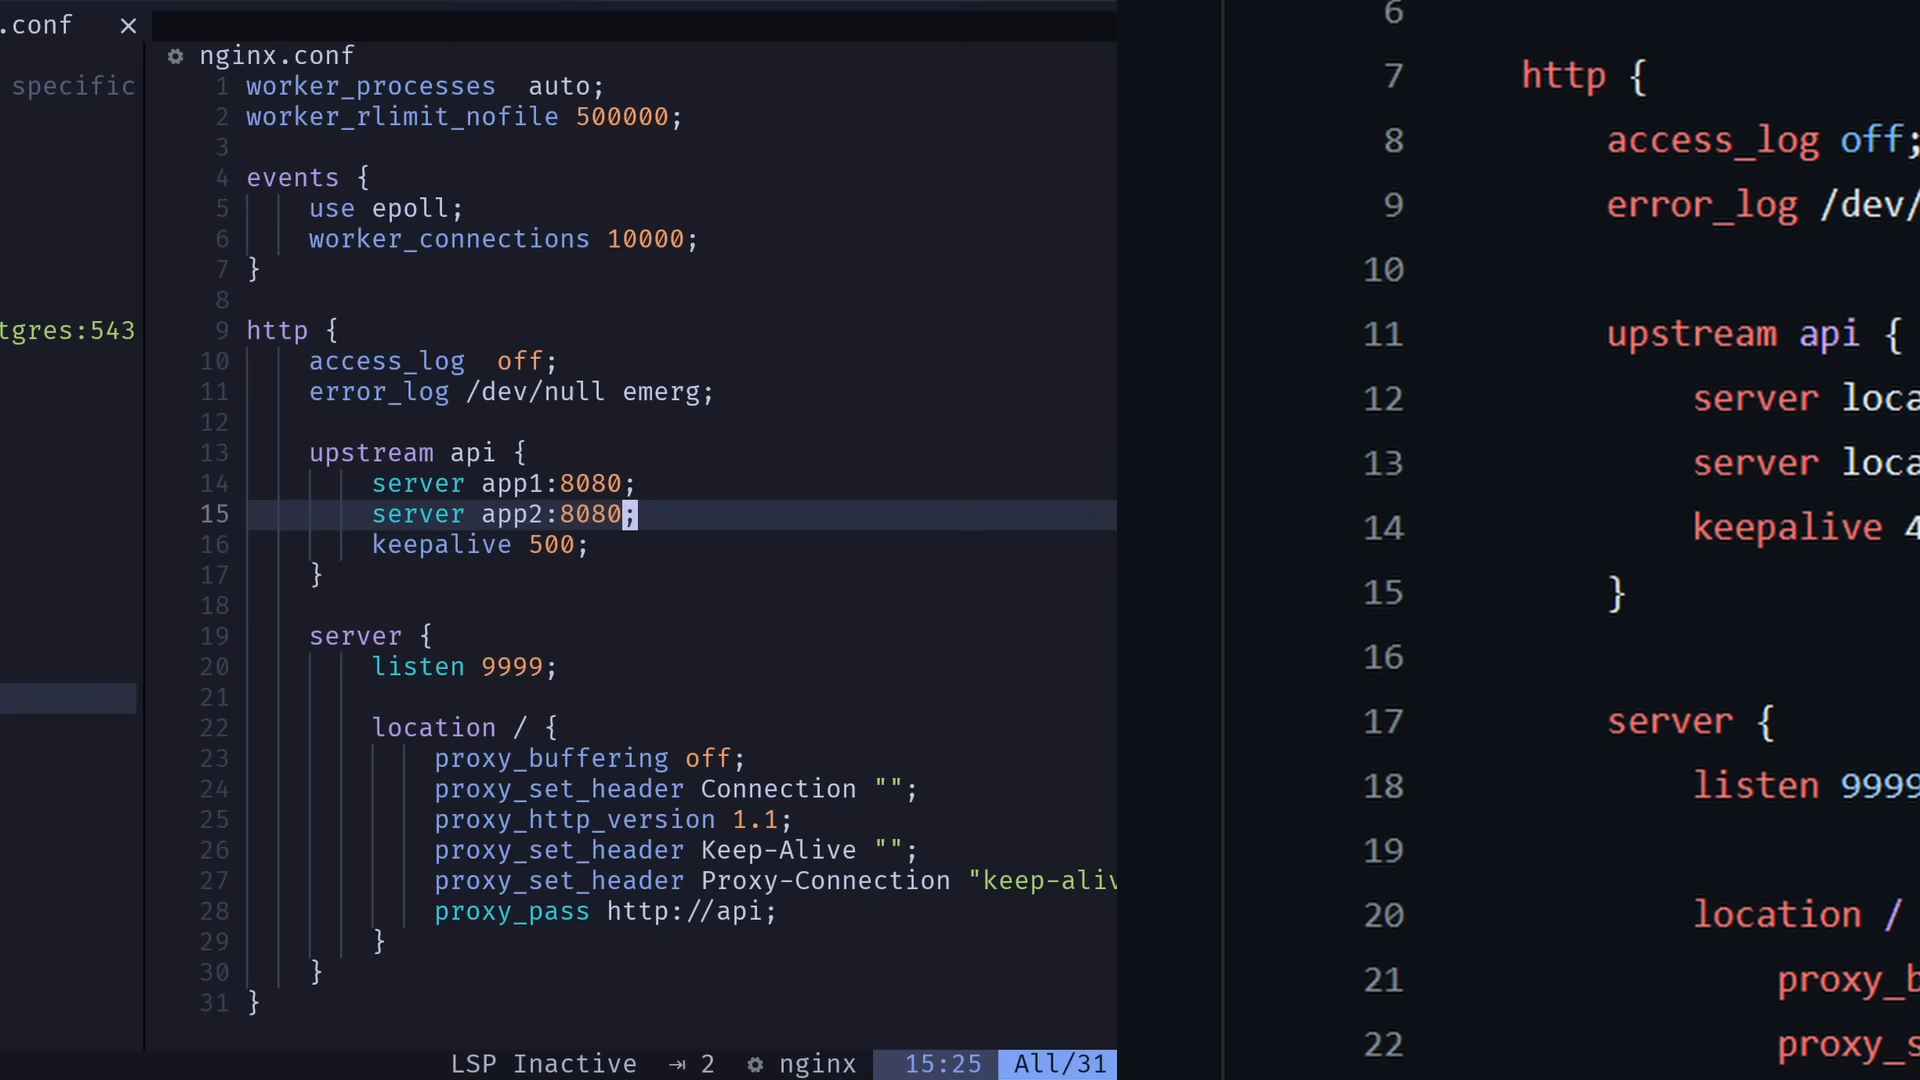 .conf ×
specific
tgres:543
nginx.conf
1 worker_processes  auto;
2 worker_rlimit_nofile 500000;
3
4 events {
5     use epoll;
6     worker_connections 10000;
7 }
8
9 http {
10     access_log  off;
11     error_log /dev/null emerg;
12
13     upstream api {
14         server app1:8080;
15         server app2:8080;
16         keepalive 500;
17     }
18
19     server {
20         listen 9999;
21
22         location / {
23             proxy_buffering off;
24             proxy_set_header Connection "";
25             proxy_http_version 1.1;
26             proxy_set_header Keep-Alive "";
27             proxy_set_header Proxy-Connection "keep-aliv
28             proxy_pass http://api;
29         }
30     }
31 }
LSP Inactive ⇥ 2 nginx 15:25 All/31
6
7 http {
8     access_log off;
9     error_log /dev/
10
11     upstream api {
12         server loca
13         server loca
14         keepalive 4
15     }
16
17     server {
18         listen 9999
19
20         location /
21             proxy_b
22             proxy_s